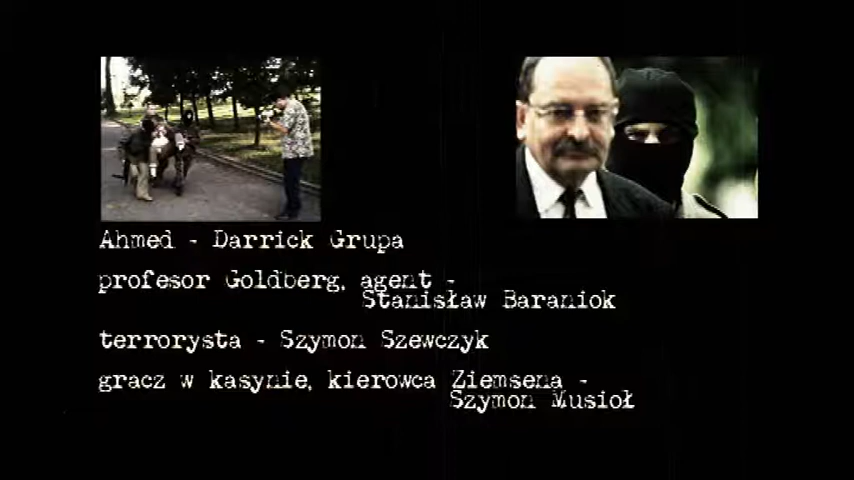 Ahmed - Darrick Grupa
profesor Goldberg, agent -
Stanisław Baraniok
terrorysta - Szymon Szewczyk
gracz w kasynie, kierowca Ziemsena -
Szymon Musioł